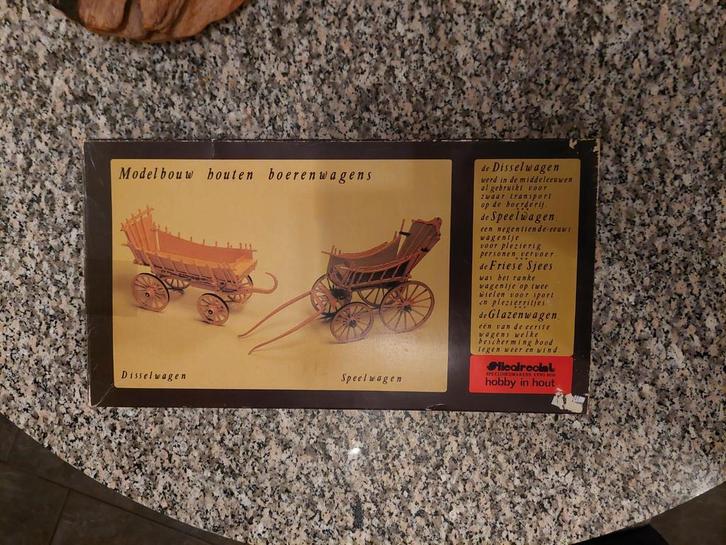 Modelbouw houten boerenwagens
Disselwagen
Speelwagen
de Disselwagen
werd in de middeleeuwen
al gebruikt voor
zwaar transport
op de boerderij.
de Speelwagen.
een negentiende-eeuws
wagentje
voor plezierig
personen vervoer
de Friese Sjees
was het ranke
wagentje op twee
wielen voor sport
en plezierritjes
de Glazenwagen
één van de eerste
wagens welke
bescherming bood
tegen weer en wind
hobby in hout